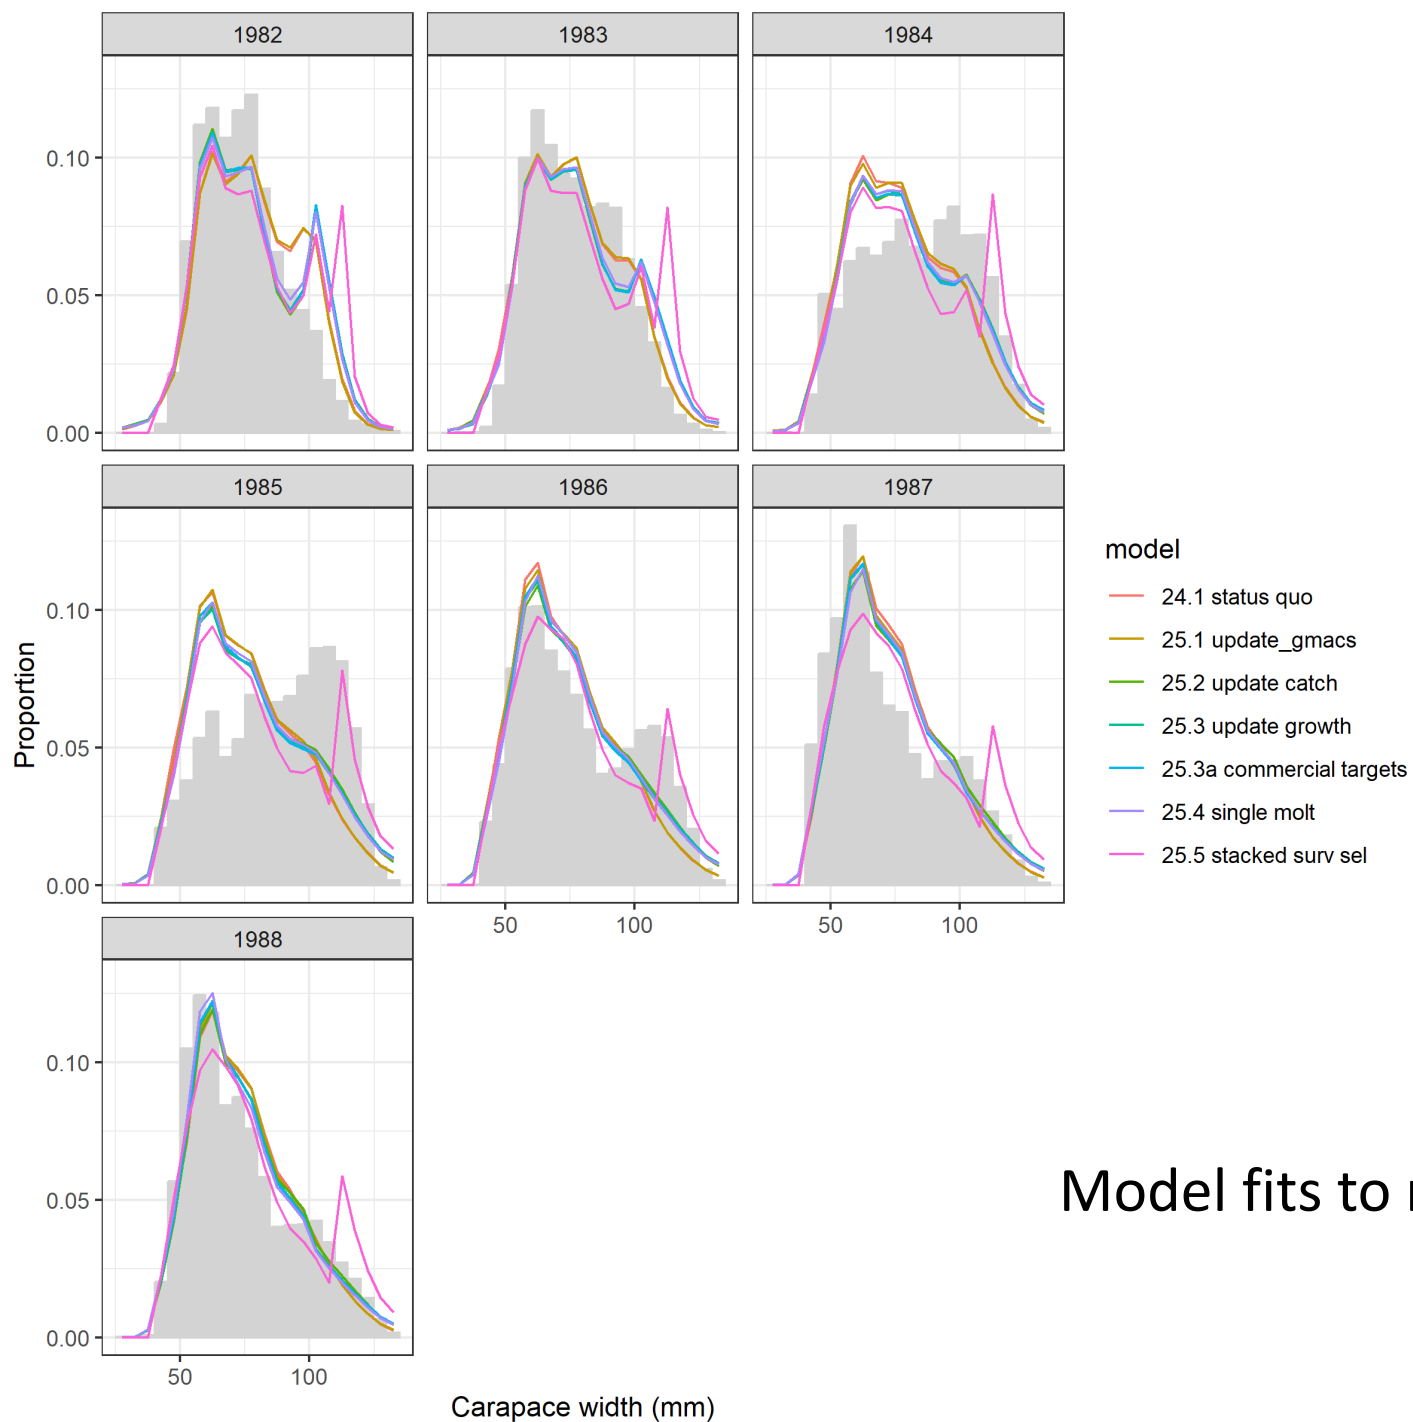 1982 1983 1984
0.10
0.05
0.00
1985 1986 1987
0.10
0.05
0.00
50 100 50 100
1988
0.10
0.05
0.00
50 100
Proportion
Carapace width (mm)
model
24.1 status quo
25.1 update_gmacs
25.2 update catch
25.3 update growth
25.3a commercial targets
25.4 single molt
25.5 stacked surv sel
Model fits to